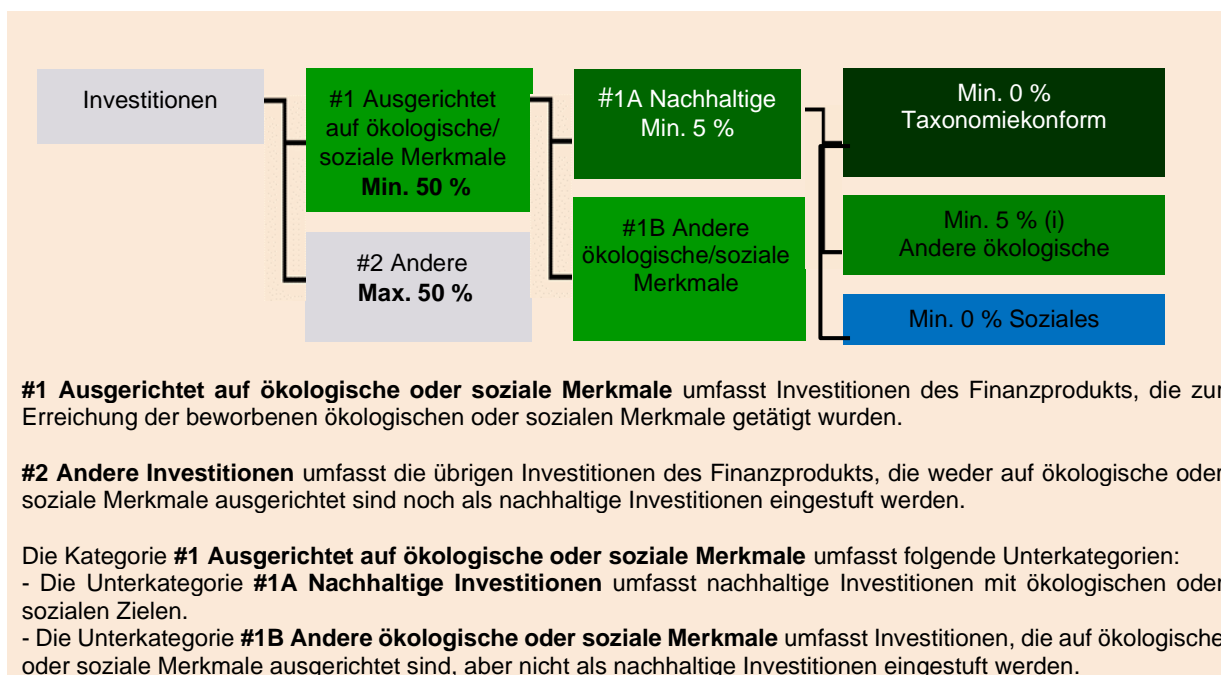 Investitionen
#1 Ausgerichtet
auf ökologische/
soziale Merkmale
Min. 50 %
#2 Andere
Max. 50 %
#1A Nachhaltige
Min. 5 %
#1B Andere
ökologische/soziale
Merkmale
Min. 0 %
Taxonomiekonform
Min. 5 % (i)
Andere ökologische
Min. 0 % Soziales
#1 Ausgerichtet auf ökologische oder soziale Merkmale umfasst Investitionen des Finanzprodukts, die zur
Erreichung der beworbenen ökologischen oder sozialen Merkmale getätigt wurden.
#2 Andere Investitionen umfasst die übrigen Investitionen des Finanzprodukts, die weder auf ökologische oder
soziale Merkmale ausgerichtet sind noch als nachhaltige Investitionen eingestuft werden.
Die Kategorie #1 Ausgerichtet auf ökologische oder soziale Merkmale umfasst folgende Unterkategorien:
- Die Unterkategorie #1A Nachhaltige Investitionen umfasst nachhaltige Investitionen mit ökologischen oder
sozialen Zielen.
- Die Unterkategorie #1B Andere ökologische oder soziale Merkmale umfasst Investitionen, die auf ökologische
oder soziale Merkmale ausgerichtet sind, aber nicht als nachhaltige Investitionen eingestuft werden.